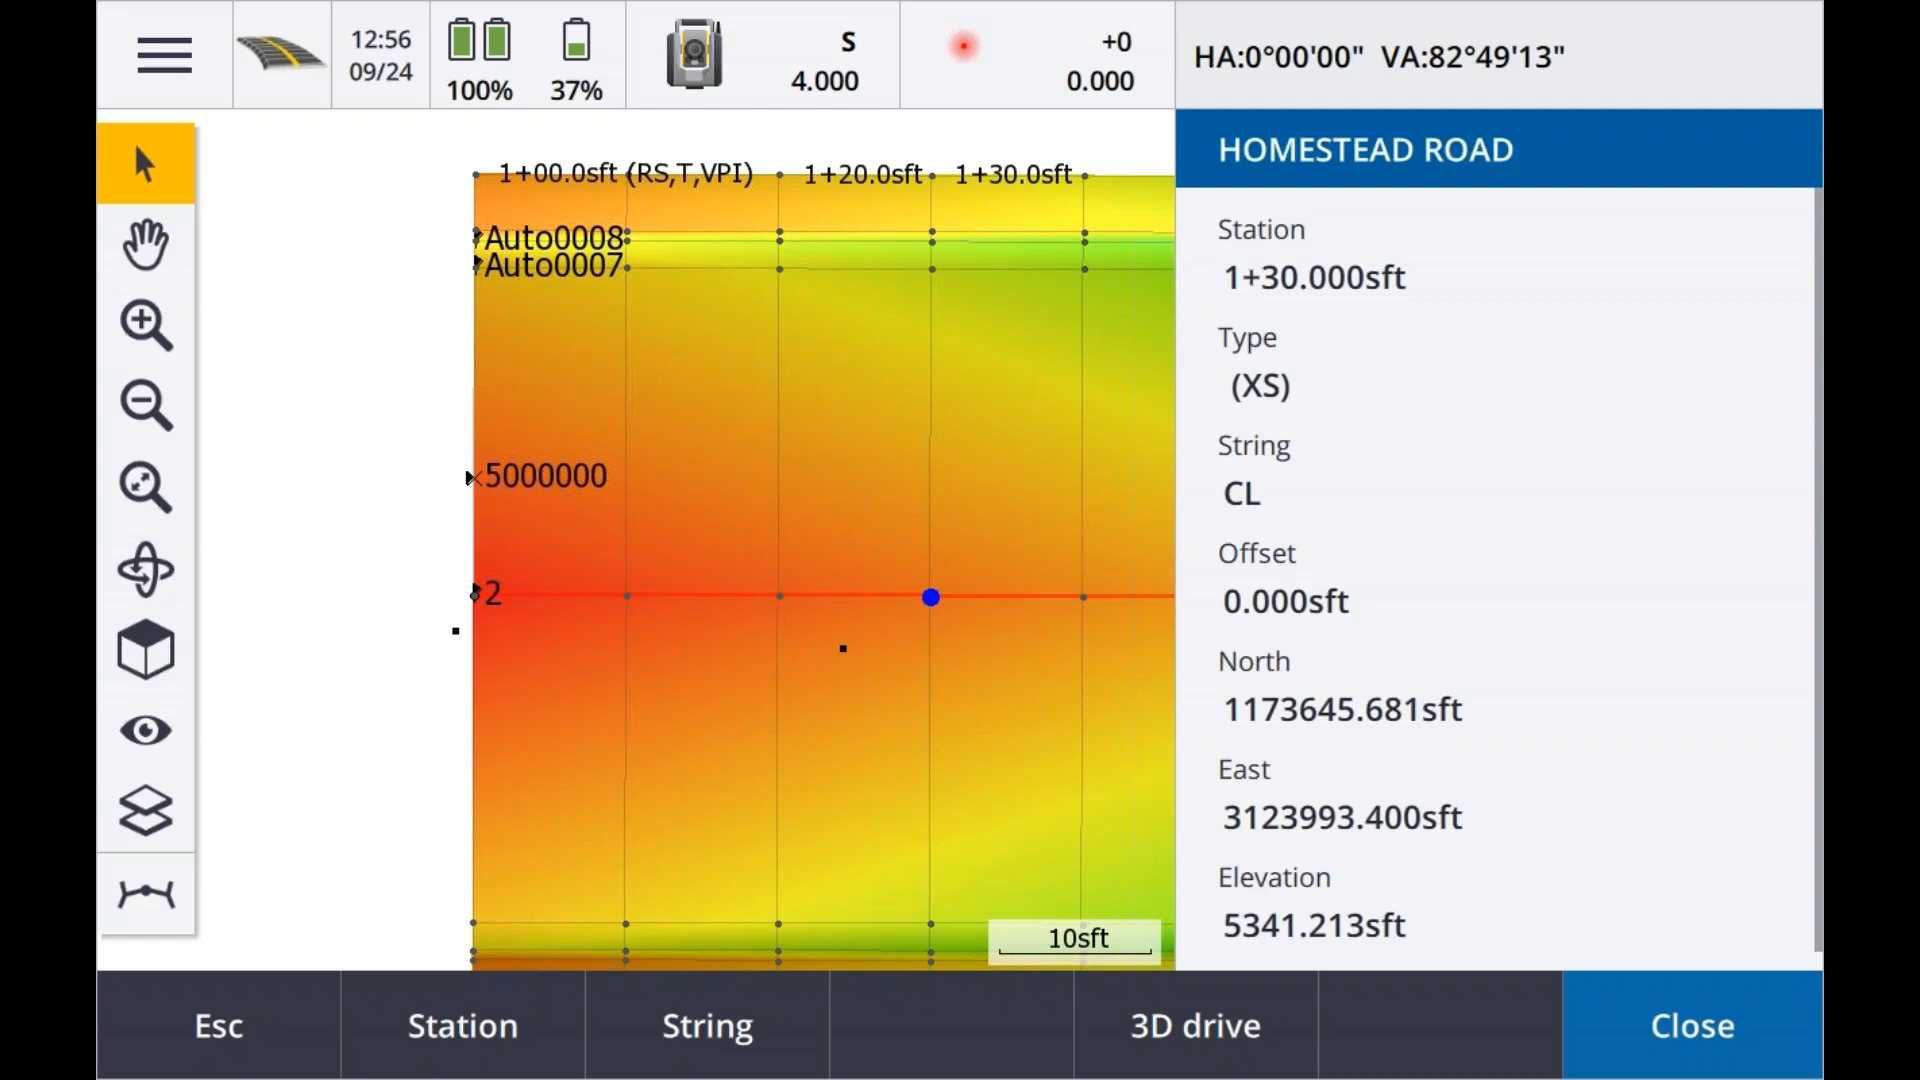 12:56
09/24
100%
37%
S
4.000
+0
0.000
HA:0°00'00" VA:82°49'13"
HOMESTEAD ROAD
1+00.0sft (RS,T,VPI)
1+20.0sft
1+30.0sft
Auto0008
Auto0007
5000000
2
10sft
Station
1+30.000sft
Type
(XS)
String
CL
Offset
0.000sft
North
1173645.681sft
East
3123993.400sft
Elevation
5341.213sft
Esc
Station
String
3D drive
Close